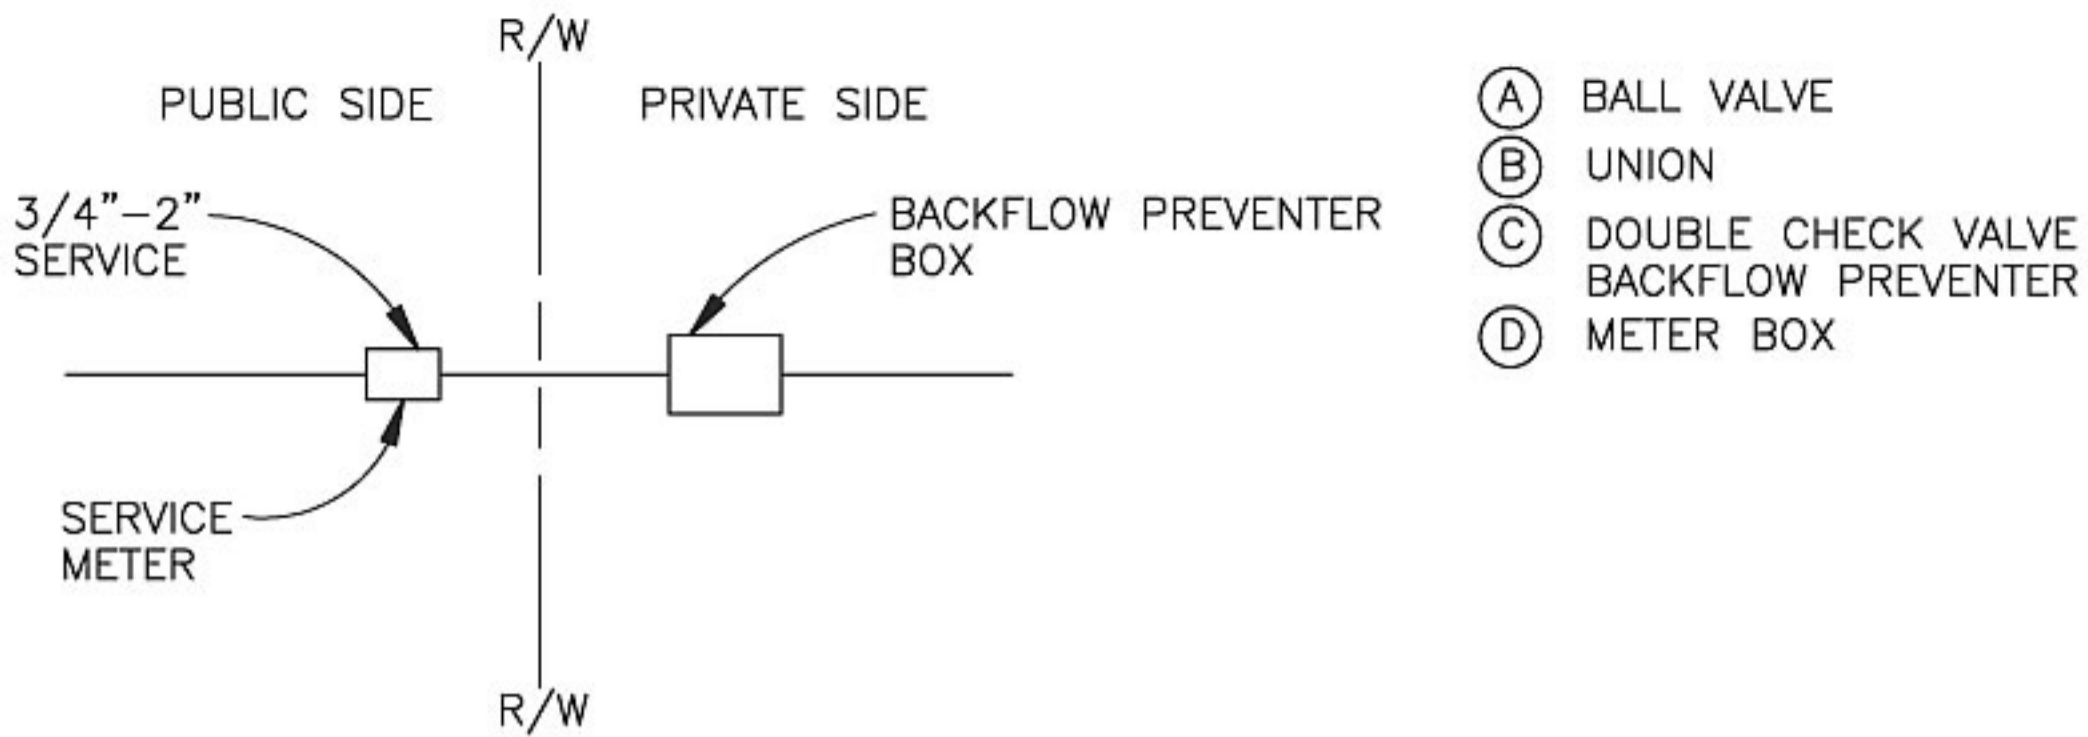 R/W
PUBLIC SIDE
PRIVATE SIDE
3/4"-2"
SERVICE
BACKFLOW PREVENTER
BOX
SERVICE
METER
R/W
A BALL VALVE
B UNION
C DOUBLE CHECK VALVE
BACKFLOW PREVENTER
D METER BOX